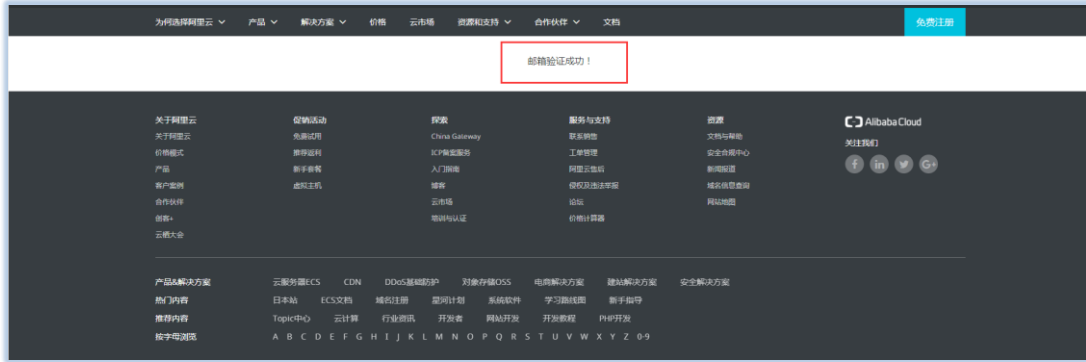 为何选择阿里云 产品 解决方案 价格 云市场 资源和支持 合作伙伴 文档 免费注册
邮箱验证成功！
关于阿里云 促销活动 探索 服务与支持 资源 Alibaba Cloud
关于阿里云 免费试用 China Gateway 联系销售 文档与帮助
价格模式 推荐返利 ICP备案服务 工单管理 安全合规中心 关注我们
产品 新手套餐 入门指南 阿里云售后 新闻报道
客户案例 虚拟主机 博客 侵权及违法举报 域名信息查询
合作伙伴 云市场 论坛 网站地图
创客+ 培训与认证 价格计算器
云栖大会
产品&解决方案 云服务器ECS CDN DDoS基础防护 对象存储OSS 电商解决方案 建站解决方案 安全解决方案
热门内容 日本站 ECS文档 域名注册 星河计划 系统软件 学习路线图 新手指导
推荐内容 Topic中心 云计算 行业资讯 开发者 网站开发 开发教程 PHP开发
按字母浏览 A B C D E F G H I J K L M N O P Q R S T U V W X Y Z 0-9